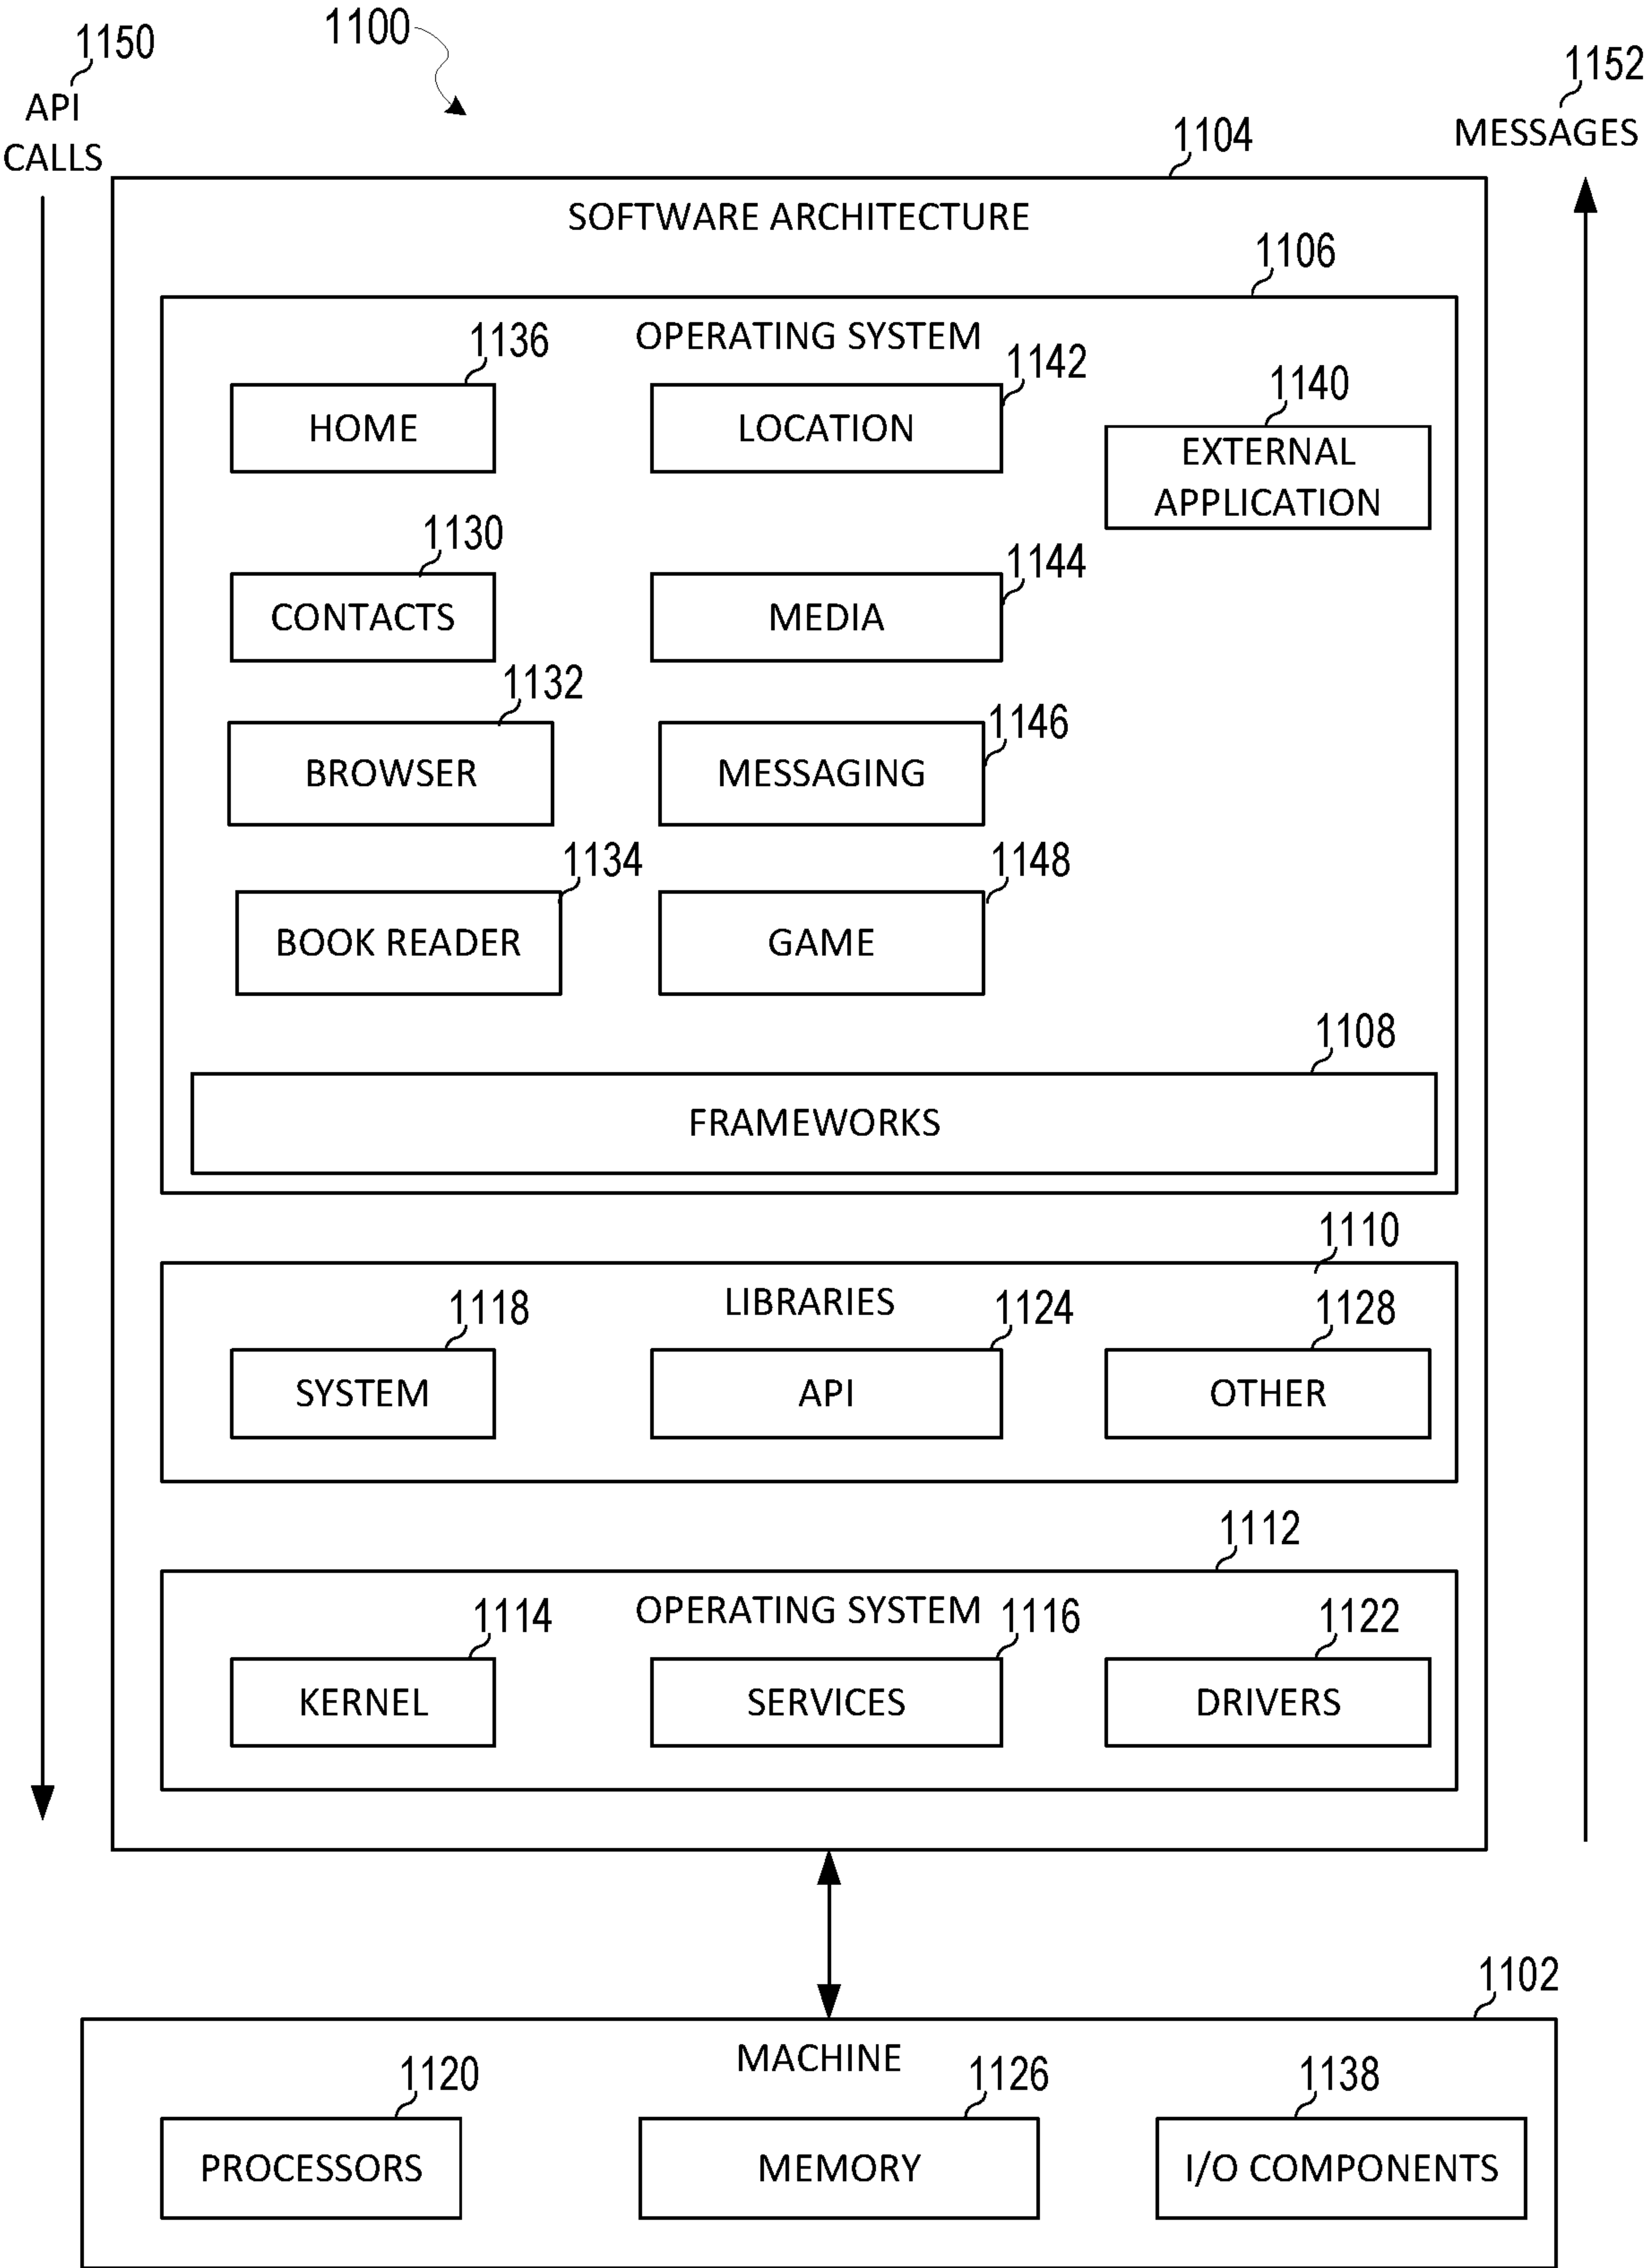 1150
1100
1152
API
CALLS
MESSAGES
1104
SOFTWARE ARCHITECTURE
1106
OPERATING SYSTEM
1136
1142
1140
HOME
LOCATION
EXTERNAL
APPLICATION
1130
1144
CONTACTS
MEDIA
1132
1146
BROWSER
MESSAGING
1134
1148
BOOK READER
GAME
1108
FRAMEWORKS
1110
LIBRARIES
1118
1124
1128
SYSTEM
API
OTHER
1112
OPERATING SYSTEM
1114
1116
1122
KERNEL
SERVICES
DRIVERS
1102
MACHINE
1120
1126
1138
PROCESSORS
MEMORY
I/O COMPONENTS